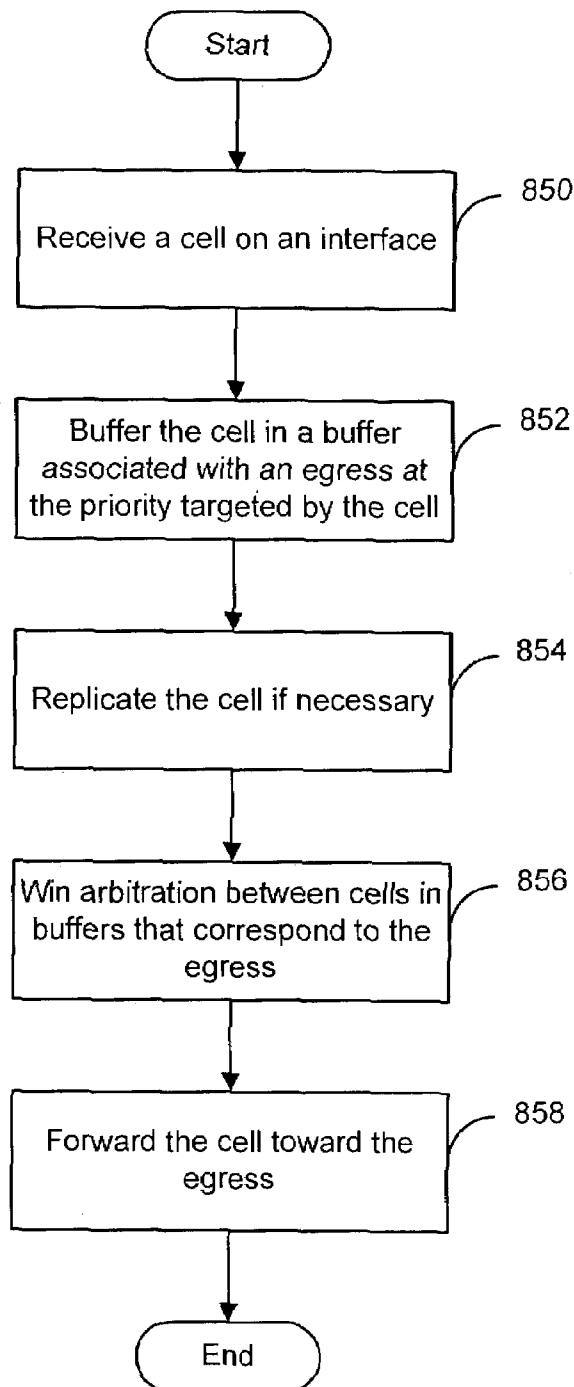 Start
850
Receive a cell on an interface
852
Buffer the cell in a buffer
associated with an egress at
the priority targeted by the cell
854
Replicate the cell if necessary
856
Win arbitration between cells in
buffers that correspond to the
egress
858
Forward the cell toward the
egress
End